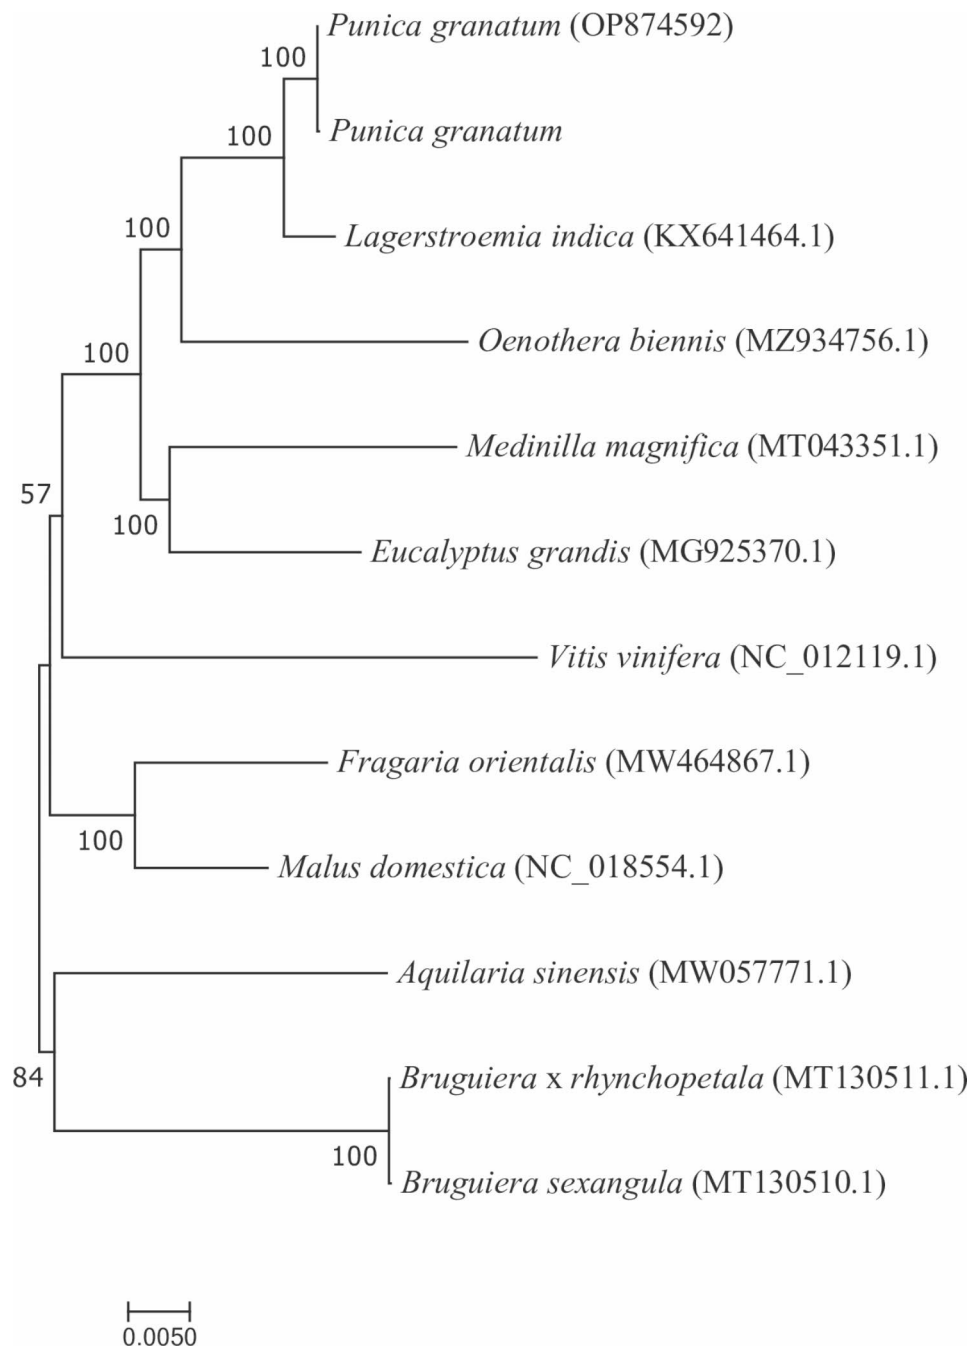 Punica granatum (OP874592)
100
Punica granatum
100
Lagerstroemia indica (KX641464.1)
100
Oenothera biennis (MZ934756.1)
100
Medinilla magnifica (MT043351.1)
57
100
Eucalyptus grandis (MG925370.1)
Vitis vinifera (NC_012119.1)
Fragaria orientalis (MW464867.1)
100
Malus domestica (NC_018554.1)
Aquilaria sinensis (MW057771.1)
84
Bruguiera x rhynchopetala (MT130511.1)
100
Bruguiera sexangula (MT130510.1)
0.0050